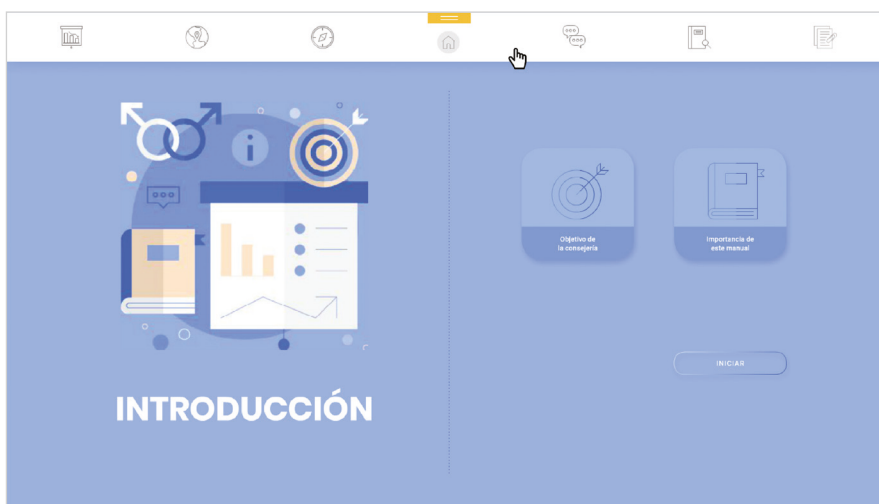 INTRODUCCIÓN
Objetivo de
la consejería
Importancia de
este manual
INICIAR